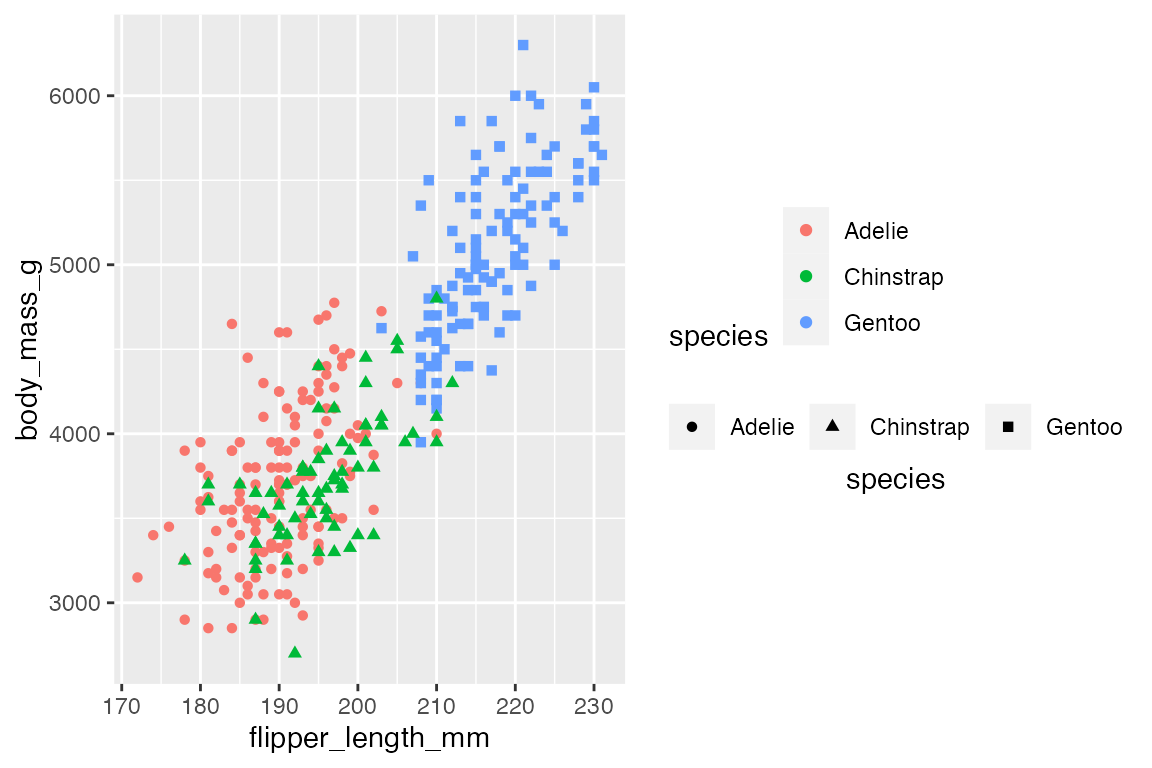 body_mass_g
6000
5000
4000
3000
170 180 190 200 210 220 230
flipper_length_mm
species
Adelie
Chinstrap
Gentoo
Adelie Chinstrap Gentoo
species